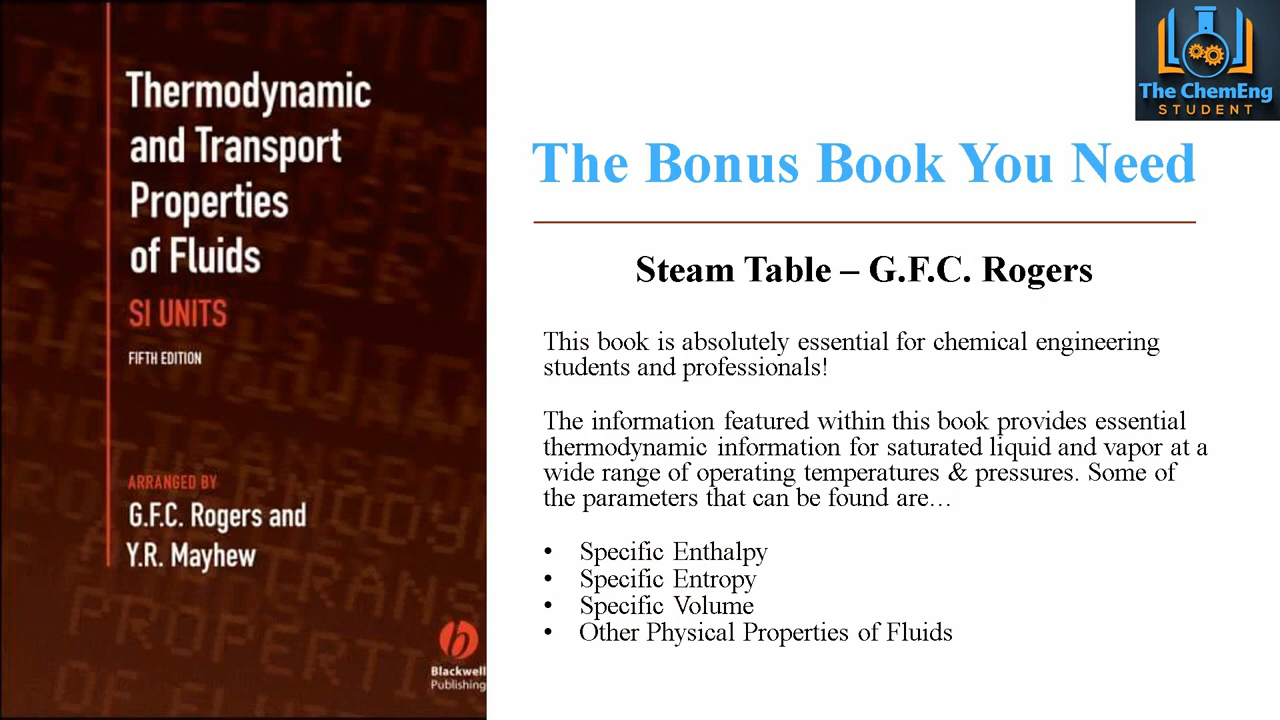 Thermodynamic
and Transport
Properties
of Fluids
SI UNITS
FIFTH EDITION
ARRANGED BY
G.F.C. Rogers and
Y.R. Mayhew
Blackwell
Publishing
The ChemEng
STUDENT
The Bonus Book You Need
Steam Table – G.F.C. Rogers
This book is absolutely essential for chemical engineering
students and professionals!
The information featured within this book provides essential
thermodynamic information for saturated liquid and vapor at a
wide range of operating temperatures & pressures. Some of
the parameters that can be found are…
• Specific Enthalpy
• Specific Entropy
• Specific Volume
• Other Physical Properties of Fluids